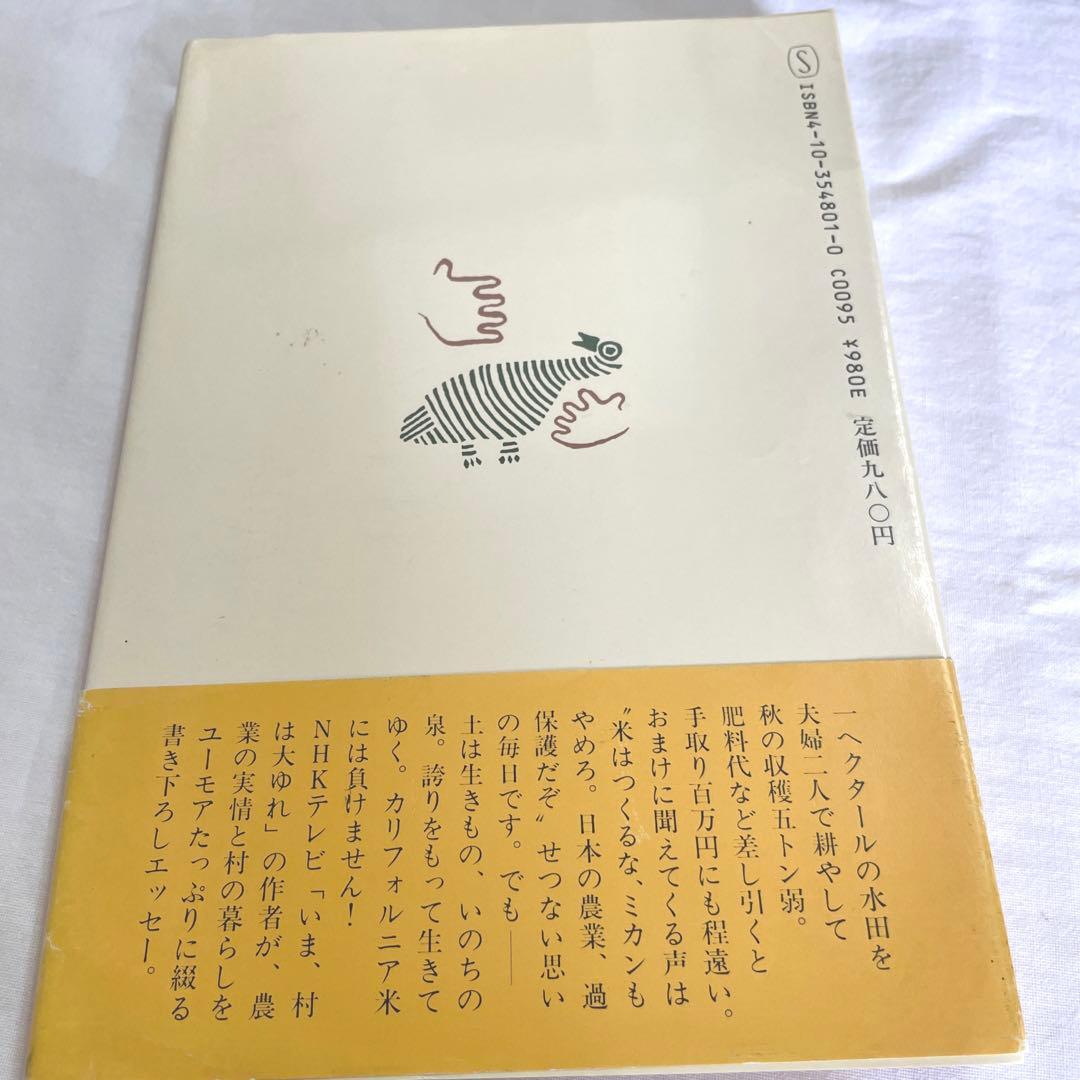 Ⓢ ISBN4-10-354801-0 C0095 ¥980E 定価九八〇円
一ヘクタールの水田を
夫婦二人で耕やして
秋の収穫五トン弱。
肥料代など差し引くと
手取り百万円にも程遠い。
おまけに聞えてくる声は
〝米はつくるな、ミカンも
やめろ。日本の農業、過
保護だぞ〟せつない思い
の毎日です。でも――
土は生きもの、いのちの
泉。誇りをもって生きて
ゆく。カリフォルニア米
には負けません!
NHKテレビ「いま、村
は大ゆれ」の作者が、農
業の実情と村の暮らしを
ユーモアたっぷりに綴る
書き下ろしエッセー。